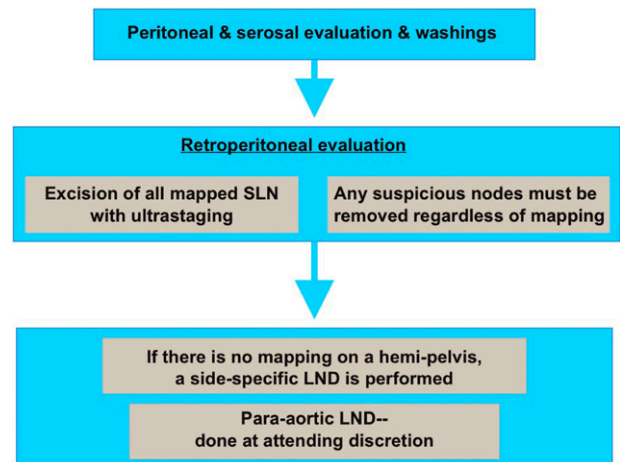 Peritoneal & serosal evaluation & washings
Retroperitoneal evaluation
Excision of all mapped SLN
with ultrastaging
Any suspicious nodes must be
removed regardless of mapping
If there is no mapping on a hemi-pelvis,
a side-specific LND is performed
Para-aortic LND--
done at attending discretion